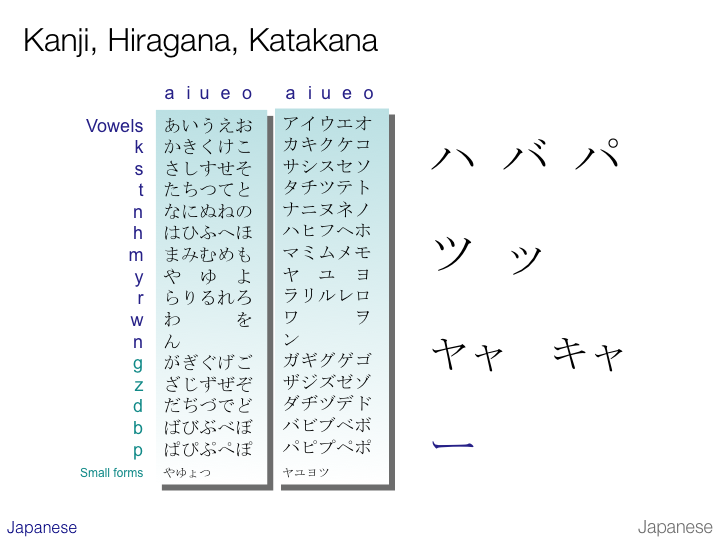 Kanji, Hiragana, Katakana
a i u e o a i u e o
Vowels あいうえお アイウエオ
k かきくけこ カキクケコ
s さしすせそ サシスセソ
t たちつてと タチツテト
n なにぬねの ナニヌネノ
h はひふへほ ハヒフヘホ
m まみむめも マミムメモ
y や ゆ よ ヤ ユ ヨ
r らりるれろ ラリルレロ
w わ を ワ ヲ
n ん ン
g がぎぐげご ガギグゲゴ
z ざじずぜぞ ザジズゼゾ
d だぢづでど ダヂヅデド
b ばびぶべぼ バビブベボ
p ぱぴぷぺぽ パピプペポ
Small forms やゆょつ ヤユヨツ
ハ バ パ
ツ ッ
ヤャ キャ
ー
Japanese
Japanese